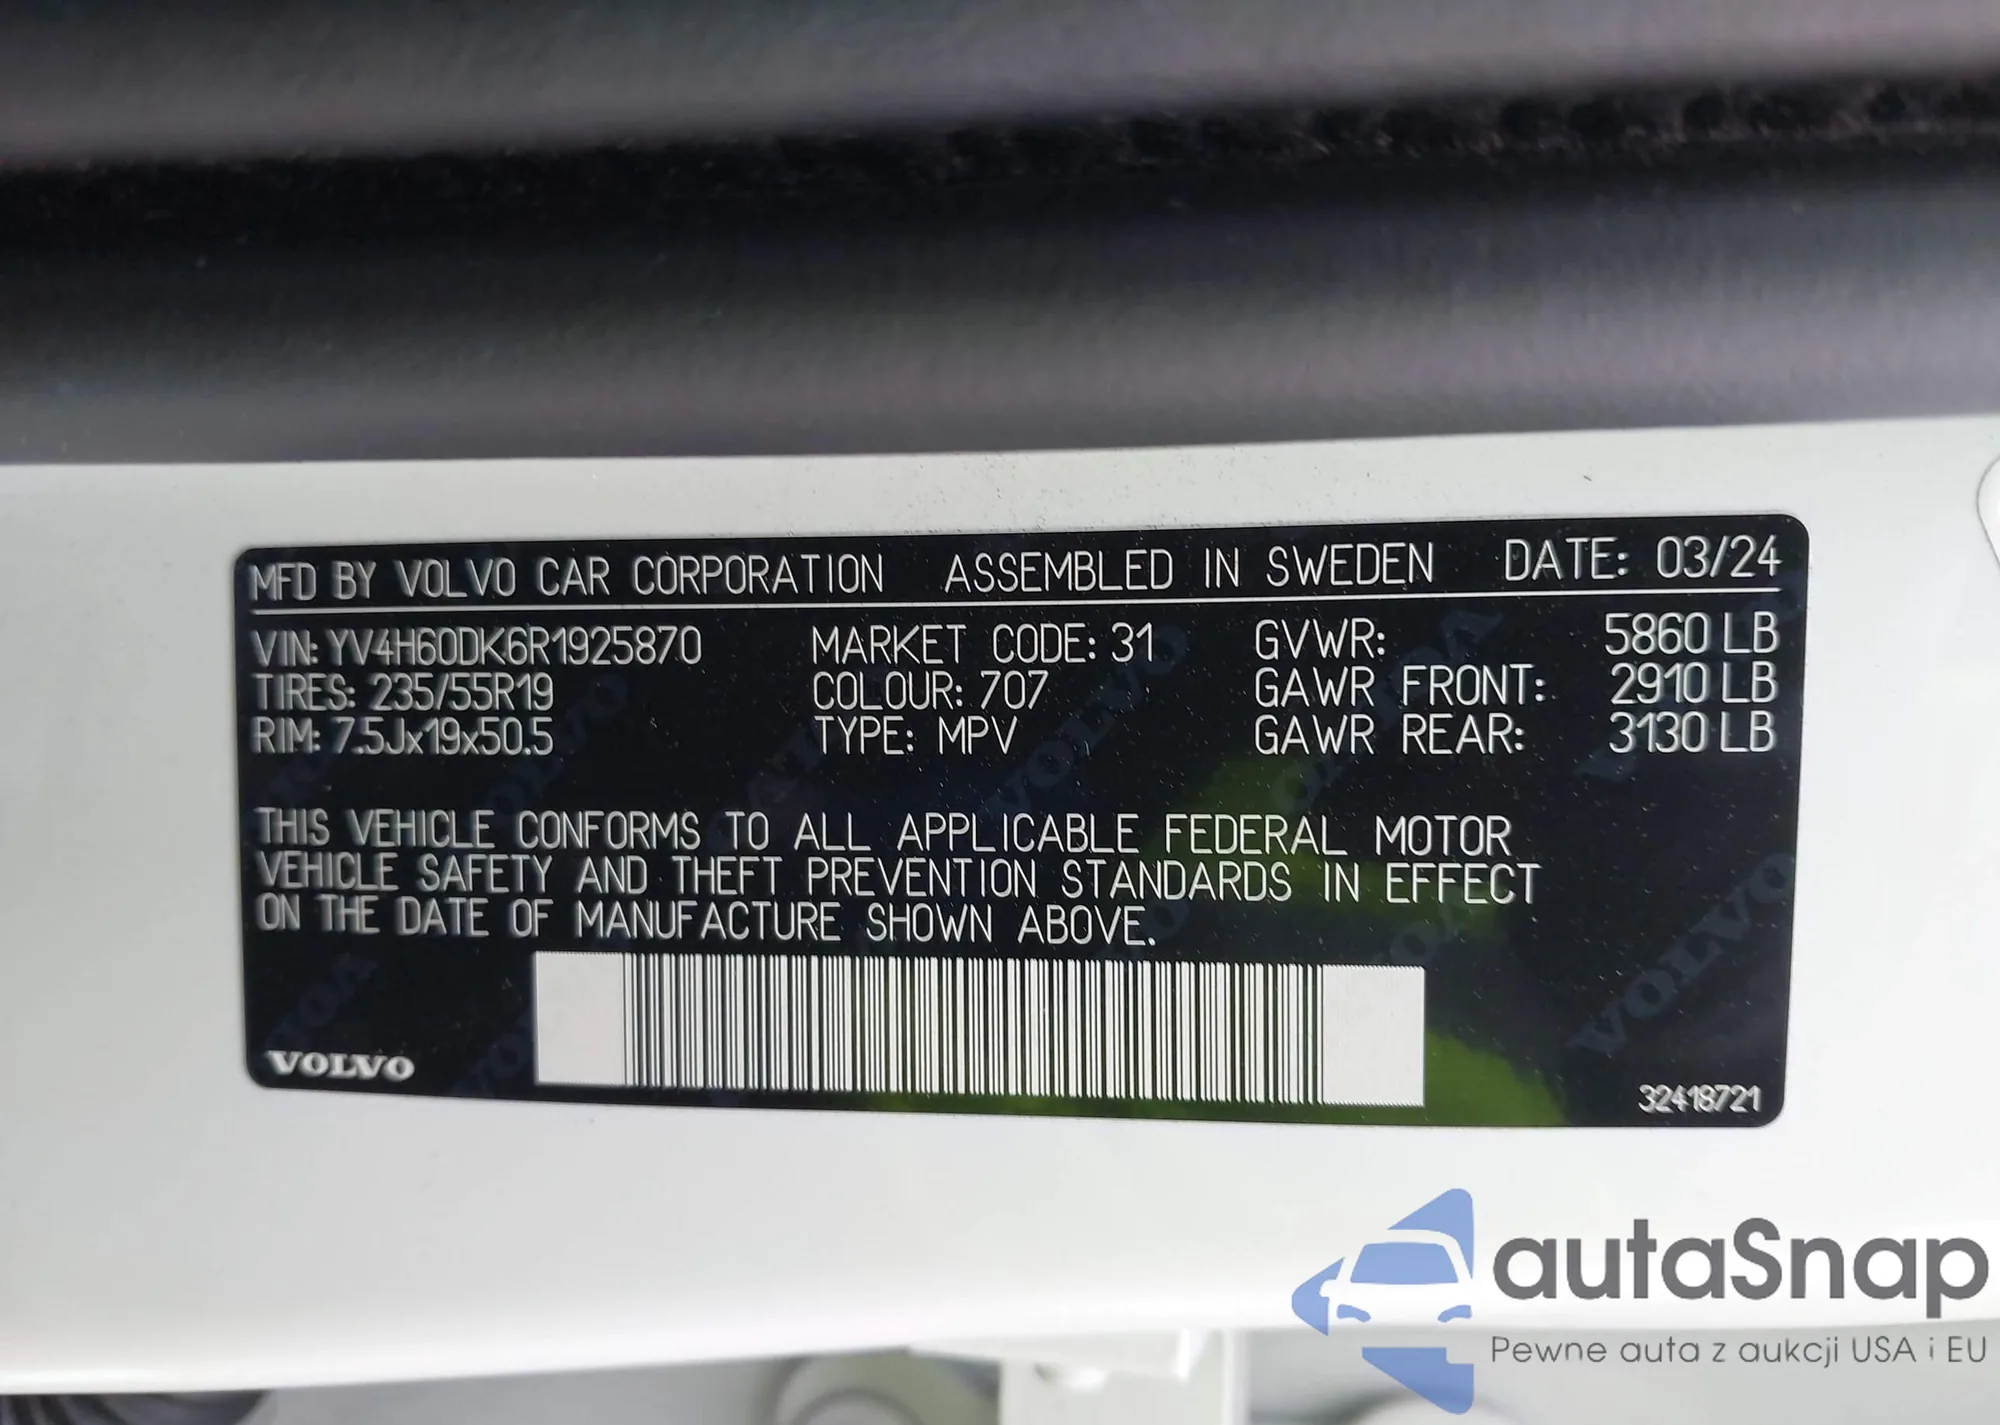 MFD BY VOLVO CAR CORPORATION ASSEMBLED IN SWEDEN DATE: 03/24
VIN: YV4H60DK6R1925870 MARKET CODE: 31 GVWR: 5860 LB
TIRES: 235/55R19 COLOUR: 707 GAWR FRONT: 2910 LB
RIM: 7.5Jx19x50.5 TYPE: MPV GAWR REAR: 3130 LB
THIS VEHICLE CONFORMS TO ALL APPLICABLE FEDERAL MOTOR
VEHICLE SAFETY AND THEFT PREVENTION STANDARDS IN EFFECT
ON THE DATE OF MANUFACTURE SHOWN ABOVE.
VOLVO
32418721
autaSnap
Pewne auta z aukcji USA i EU